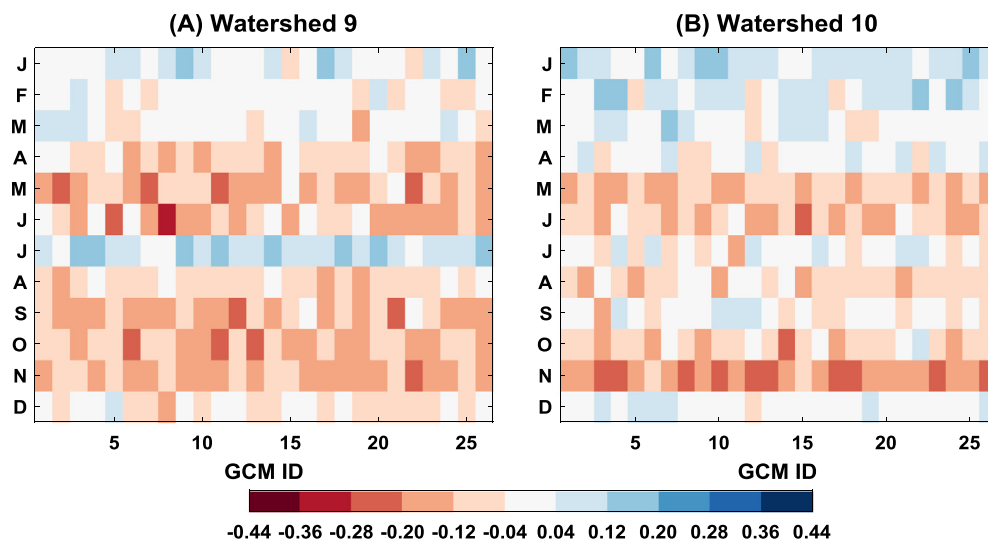 (A) Watershed 9
(B) Watershed 10
J
F
M
A
M
J
J
A
S
O
N
D
5 10 15 20 25
GCM ID
J
F
M
A
M
J
J
A
S
O
N
D
5 10 15 20 25
GCM ID
-0.44 -0.36 -0.28 -0.20 -0.12 -0.04 0.04 0.12 0.20 0.28 0.36 0.44